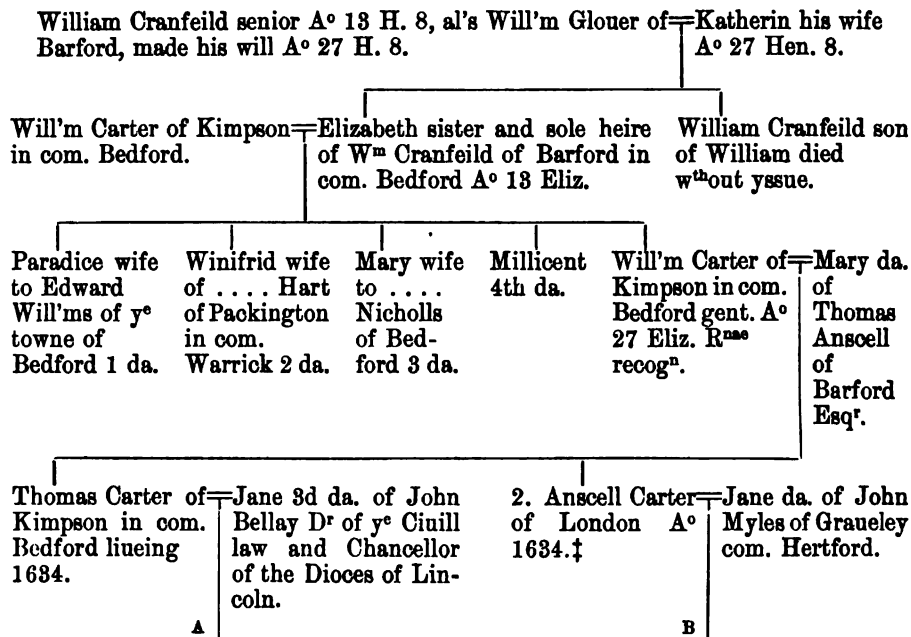 William Cranfeild senior Aº 13 H. 8, al's Will'm Glouer of
Barford, made his will Aº 27 H. 8.
Katherin his wife
Aº 27 Hen. 8.
Will'm Carter of Kimpson
in com. Bedford.
Elizabeth sister and sole heire
of Wᵐ Cranfeild of Barford in
com. Bedford Aº 13 Eliz.
William Cranfeild son
of William died
wᵗʰout yssue.
Paradice wife
to Edward
Will'ms of yᵉ
towne of
Bedford 1 da.
Winifrid wife
of .... Hart
of Packington
in com.
Warrick 2 da.
Mary wife
to ....
Nicholls
of Bed-
ford 3 da.
Millicent
4th da.
Will'm Carter of
Kimpson in com.
Bedford gent. Aº
27 Eliz. Rⁿᵃᵉ
recogⁿ.
Mary da.
of
Thomas
Anscell
of
Barford
Esqʳ.
Thomas Carter of
Kimpson in com.
Bedford liueing
1634.
Jane 3d da. of John
Bellay Dʳ of yᵉ Ciuill
law and Chancellor
of the Dioces of Lin-
coln.
2. Anscell Carter
of London Aº
1634.‡
Jane da. of John
Myles of Graueley
com. Hertford.
A
B